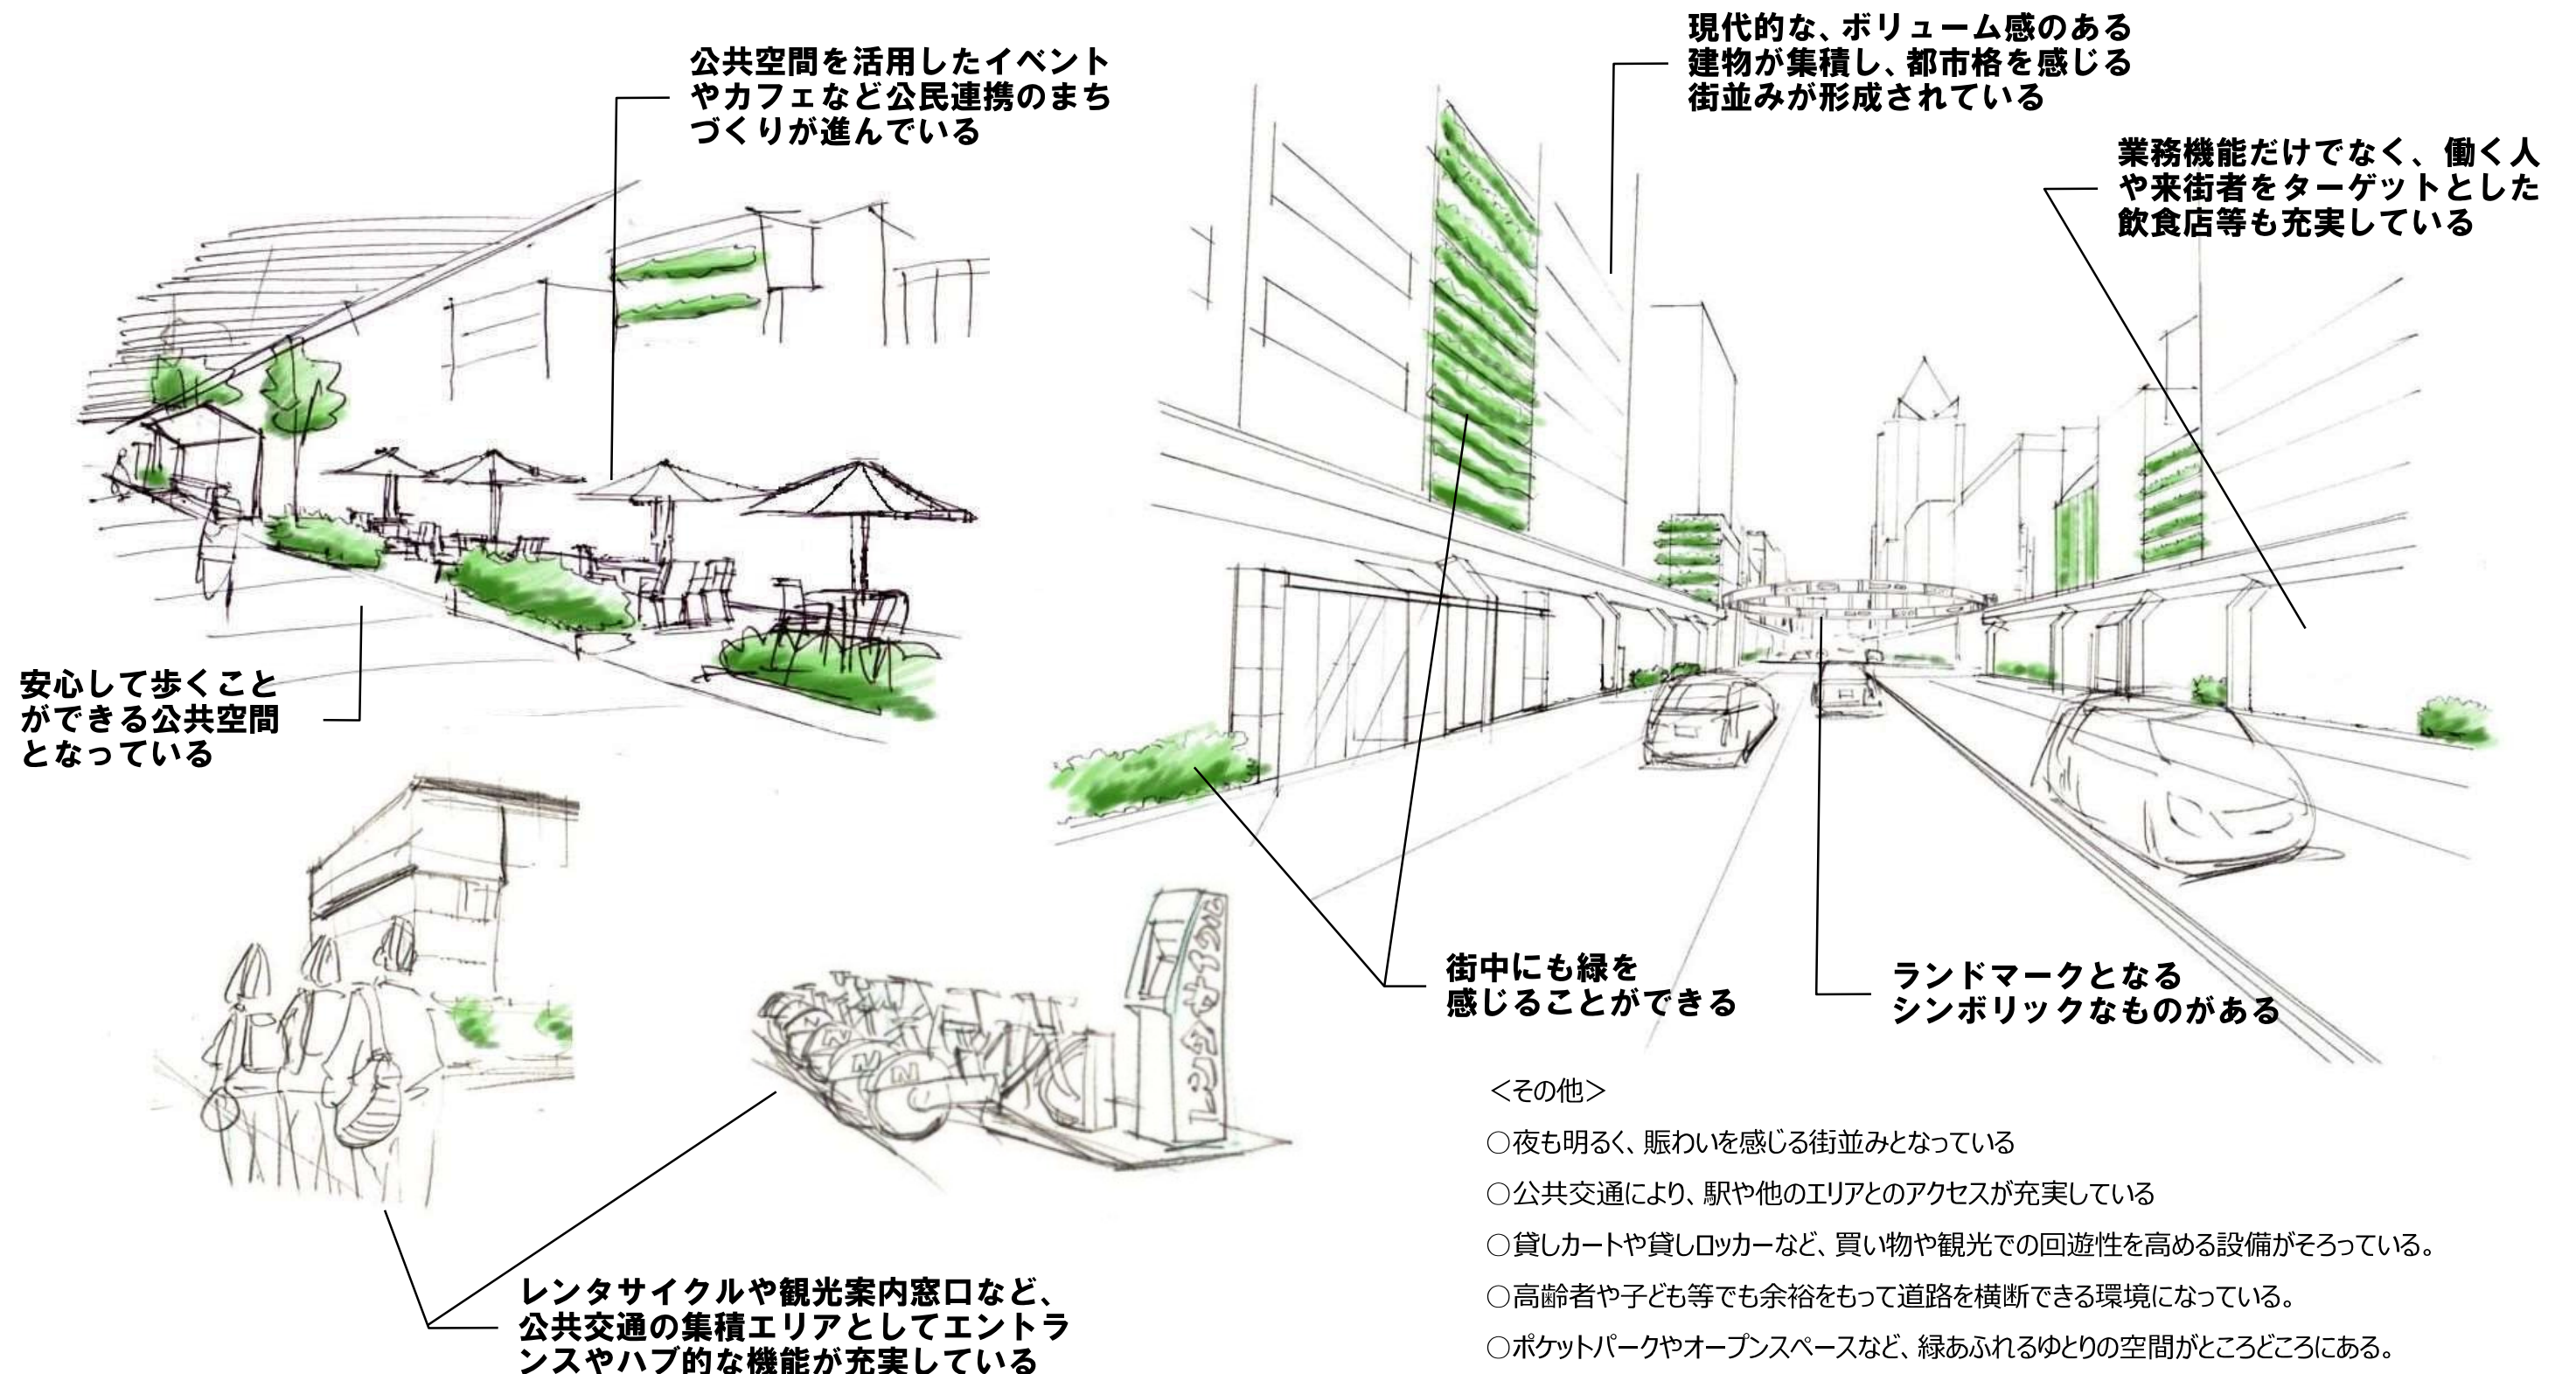 公共空間を活用したイベント
やカフェなど公民連携のまち
づくりが進んでいる
現代的な、ボリューム感のある
建物が集積し、都市格を感じる
街並みが形成されている
業務機能だけでなく、働く人
や来街者をターゲットとした
飲食店等も充実している
安心して歩くこと
ができる公共空間
となっている
街中にも緑を
感じることができる
ランドマークとなる
シンボリックなものがある
レンタサイクル
N
N
レンタサイクルや観光案内窓口など、
公共交通の集積エリアとしてエントラ
ンスやハブ的な機能が充実している
＜その他＞
○夜も明るく、賑わいを感じる街並みとなっている
○公共交通により、駅や他のエリアとのアクセスが充実している
○貸しカートや貸しロッカーなど、買い物や観光での回遊性を高める設備がそろっている。
○高齢者や子ども等でも余裕をもって道路を横断できる環境になっている。
○ポケットパークやオープンスペースなど、緑あふれるゆとりの空間がところどころにある。